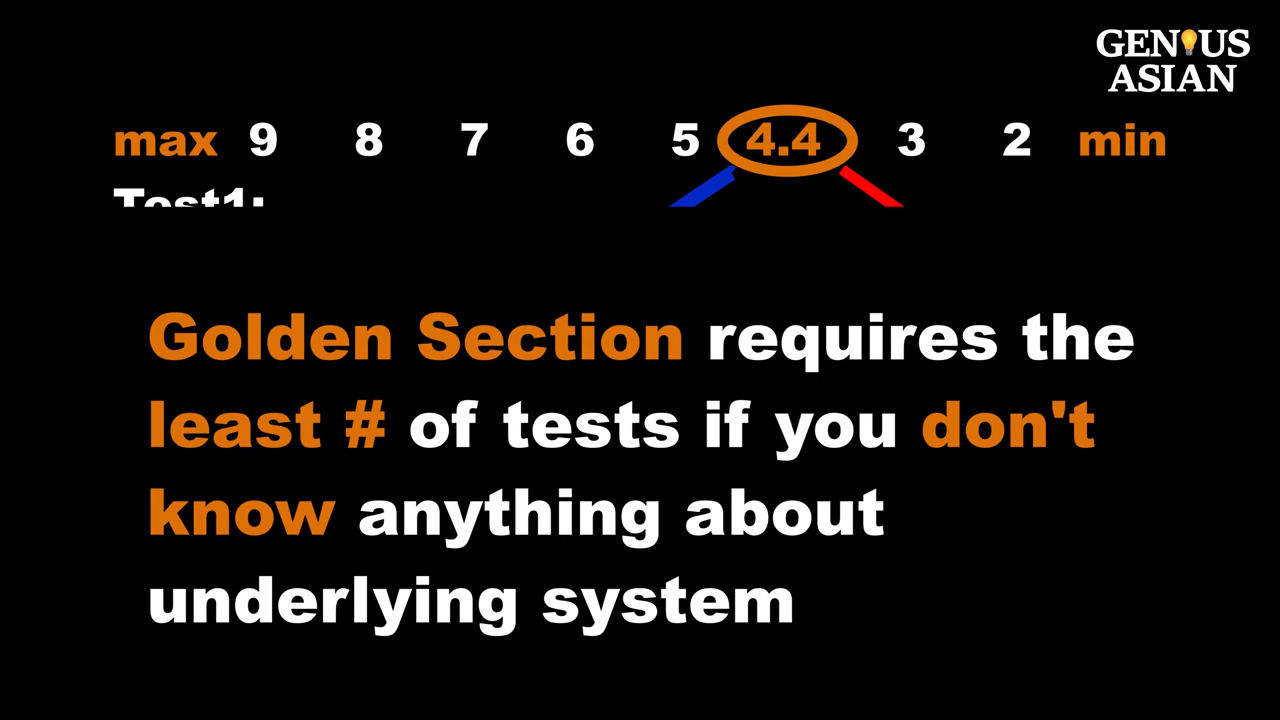 GENIUS
ASIAN
max 9 8 7 6 5 4.4 3 2 min
Test1:
Golden Section requires the
least # of tests if you don't
know anything about
underlying system